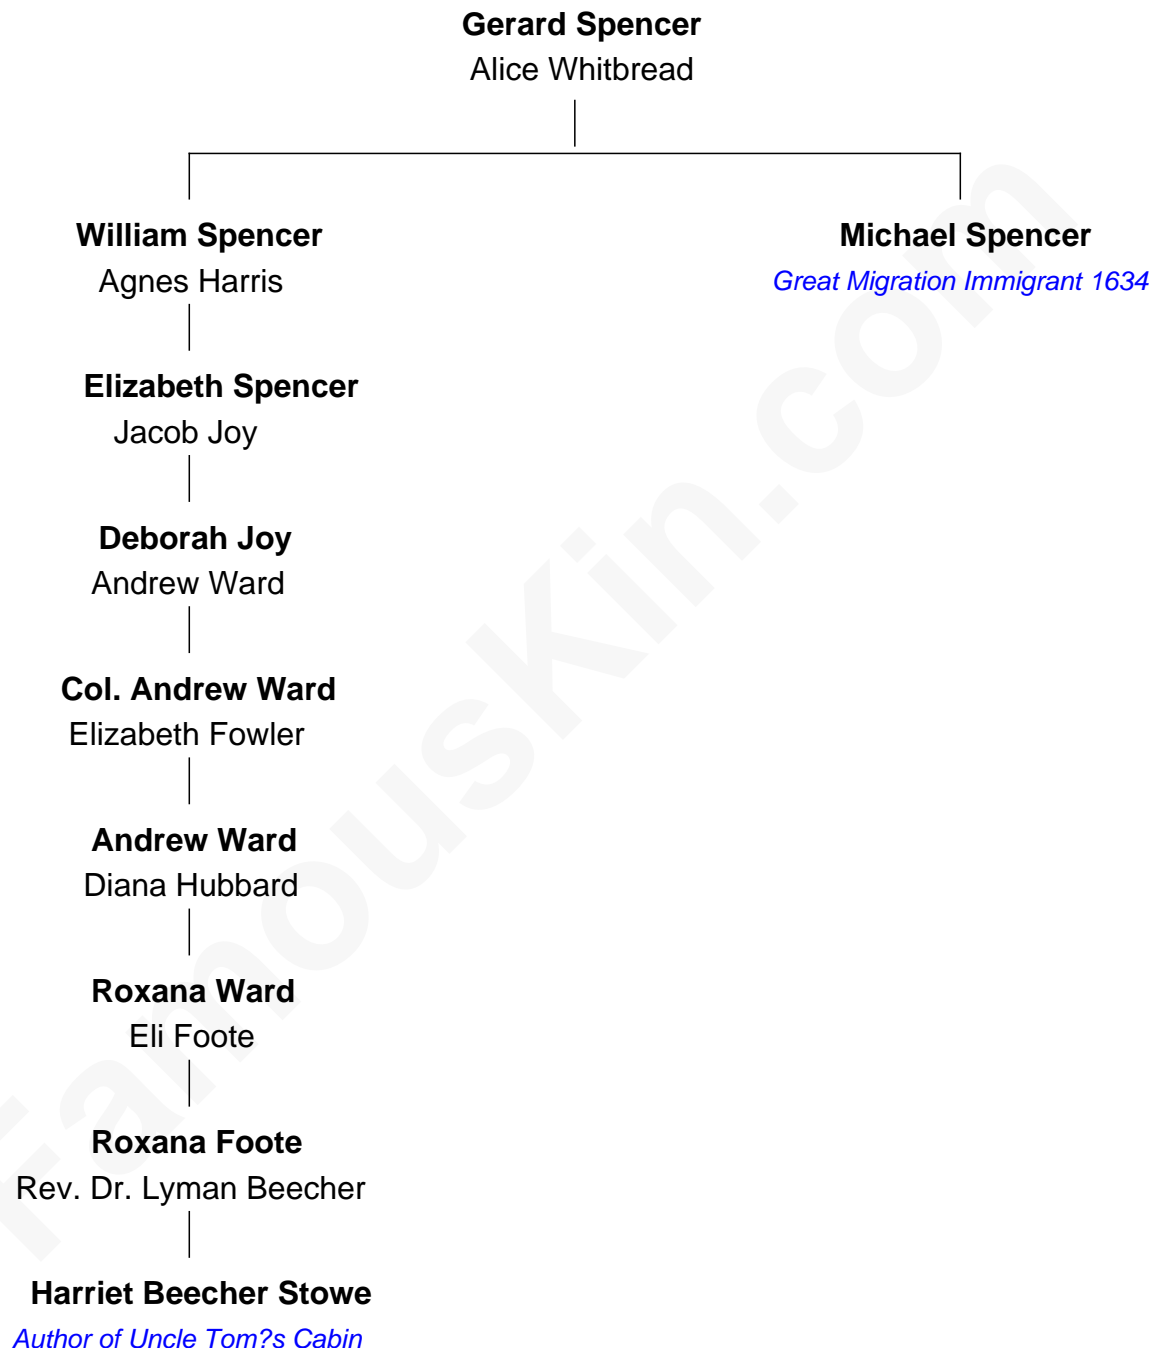 Gerard Spencer
Alice Whitbread
William Spencer
Agnes Harris
Michael Spencer
Great Migration Immigrant 1634
Elizabeth Spencer
Jacob Joy
Deborah Joy
Andrew Ward
Col. Andrew Ward
Elizabeth Fowler
Andrew Ward
Diana Hubbard
Roxana Ward
Eli Foote
Roxana Foote
Rev. Dr. Lyman Beecher
Harriet Beecher Stowe
Author of Uncle Tom?s Cabin
FamousKin.com